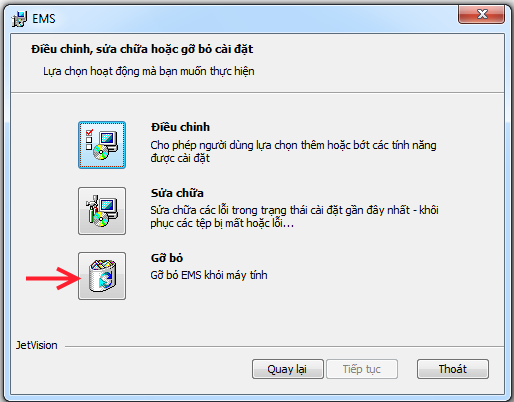 EMS
Điều chỉnh, sửa chữa hoặc gỡ bỏ cài đặt
Lựa chọn hoạt động mà bạn muốn thực hiện
Điều chỉnh
Cho phép người dùng lựa chọn thêm hoặc bớt các tính năng
được cài đặt
Sửa chữa
Sửa chữa các lỗi trong trạng thái cài đặt gần đây nhất - khôi
phục các tệp bị mất hoặc lỗi...
Gỡ bỏ
Gỡ bỏ EMS khỏi máy tính
JetVision
Quay lại
Tiếp tục
Thoát